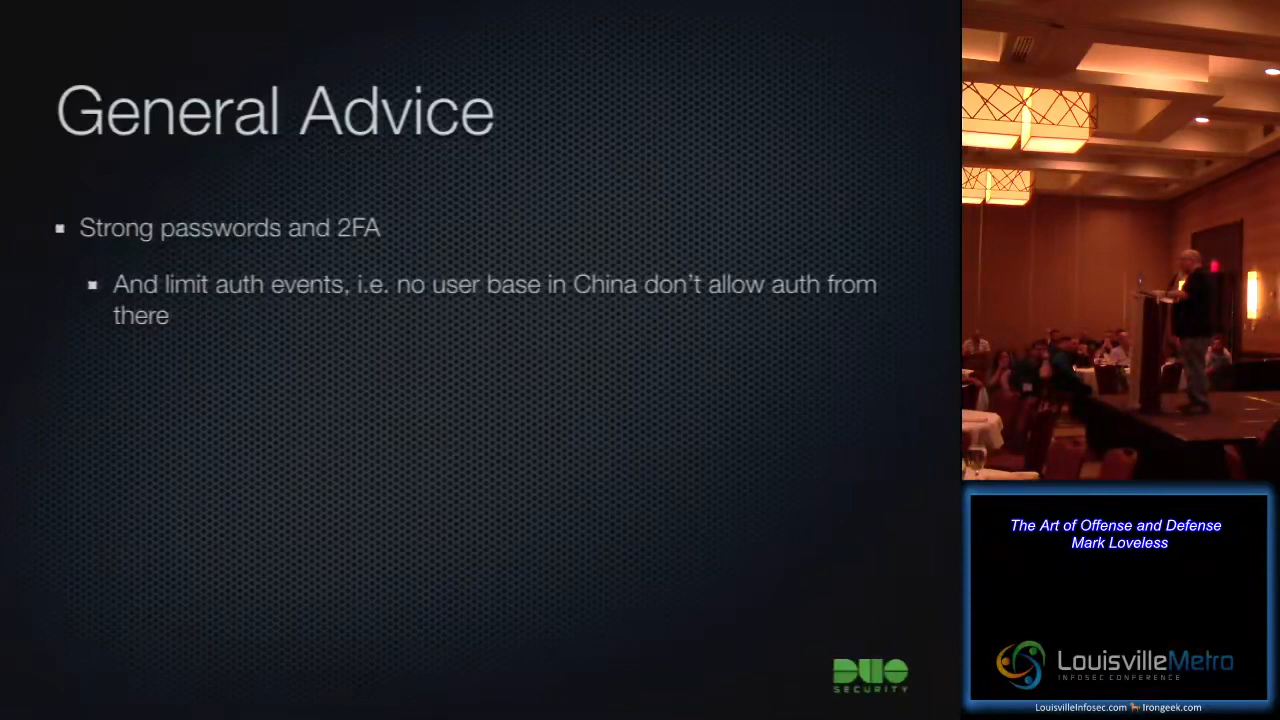 General Advice
Strong passwords and 2FA
And limit auth events, i.e. no user base in China don't allow auth from
there
DUO
SECURITY
The Art of Offense and Defense
Mark Loveless
LouisvilleMetro
INFOSEC CONFERENCE
LouisvilleInfosec.com Irongeek.com